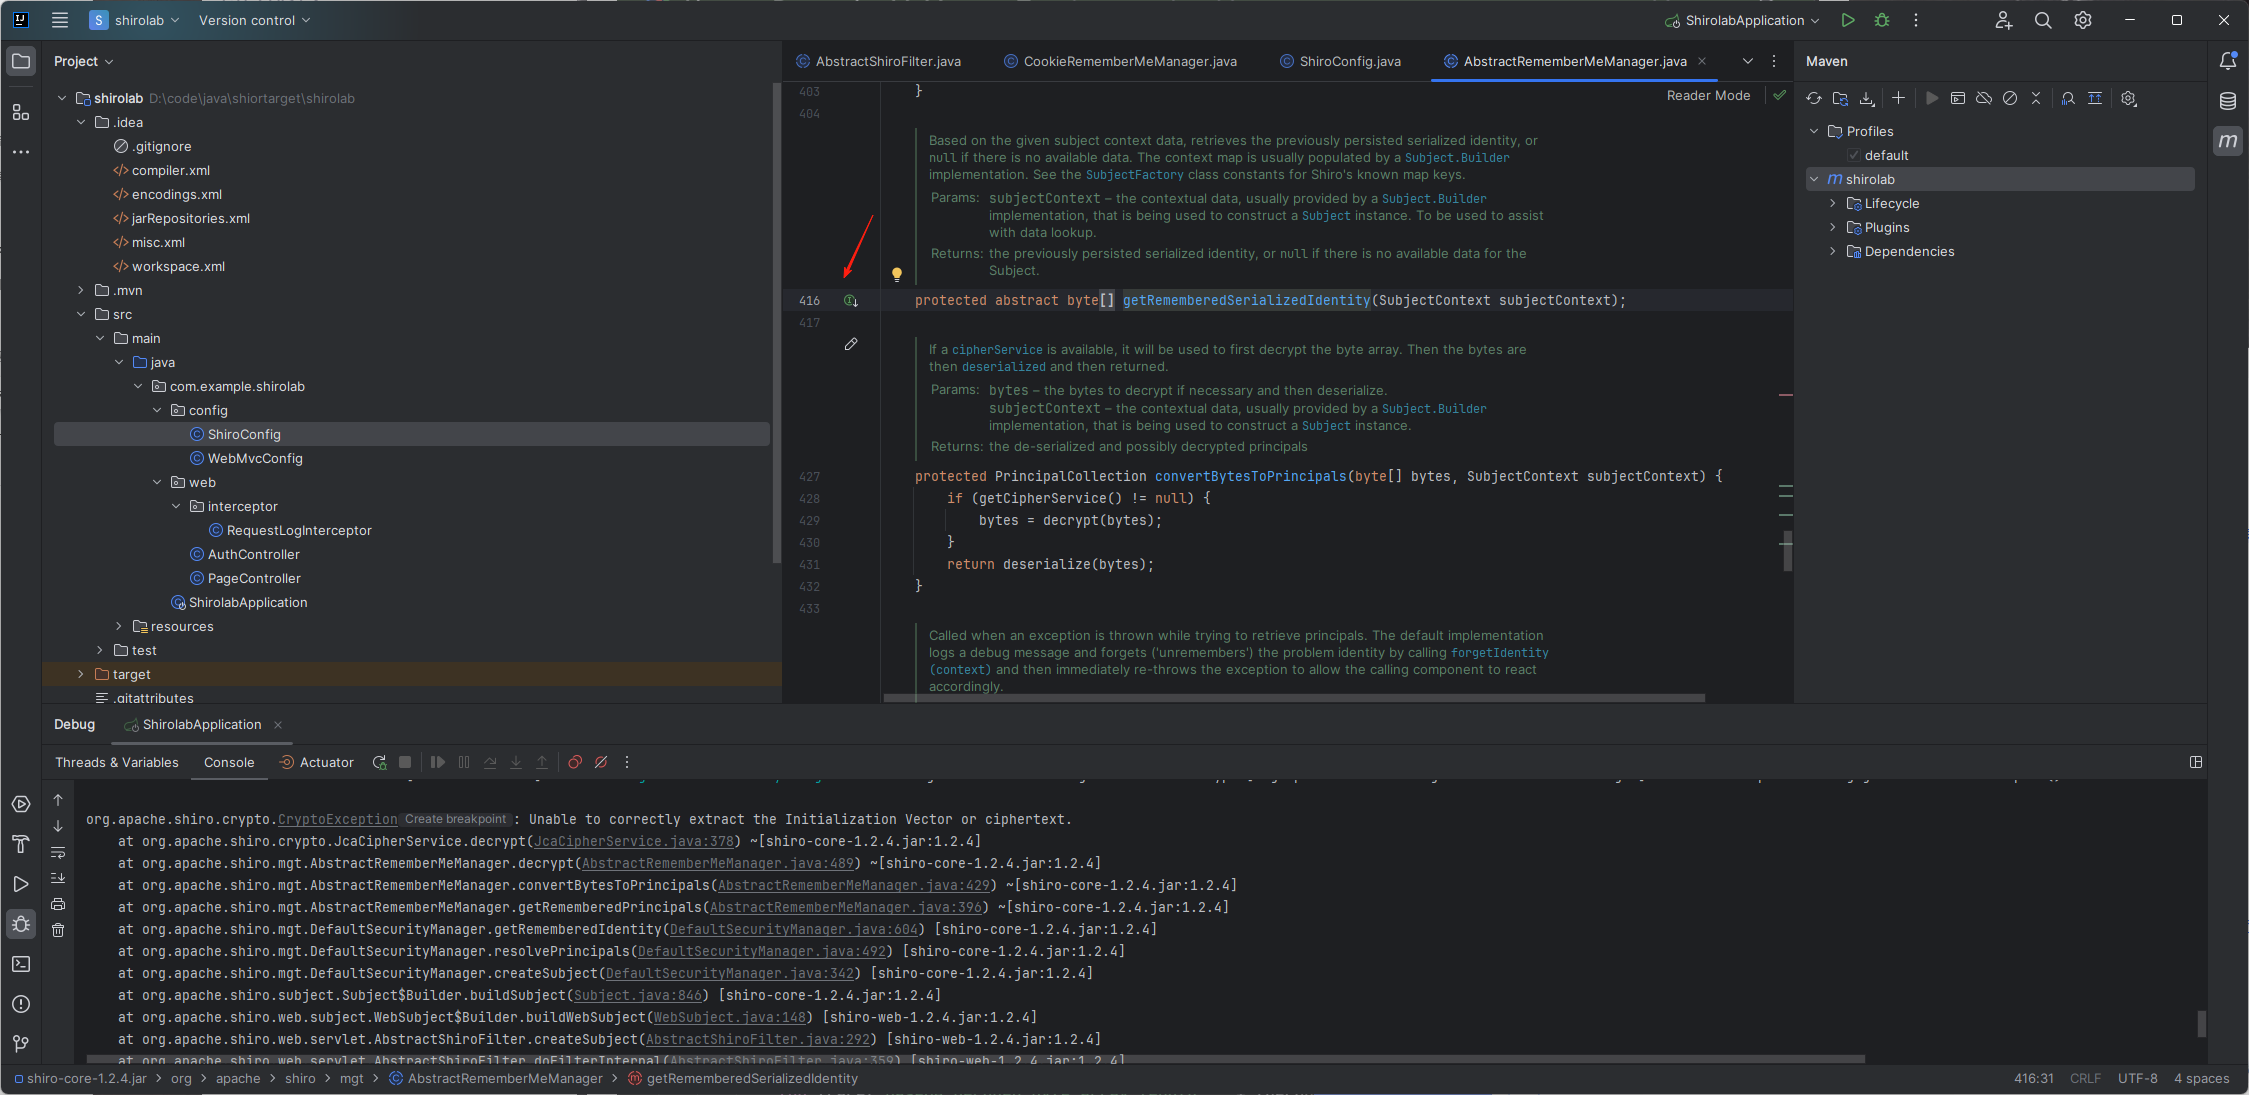 shirolab
Version control
ShirolabApplication
Project
shirolab D:\code\java\shiortarget\shirolab
.idea
.gitignore
compiler.xml
encodings.xml
jarRepositories.xml
misc.xml
workspace.xml
.mvn
src
main
java
com.example.shirolab
config
ShiroConfig
WebMvcConfig
web
interceptor
RequestLogInterceptor
AuthController
PageController
ShirolabApplication
resources
test
target
.gitattributes
AbstractShiroFilter.java
CookieRememberMeManager.java
ShiroConfig.java
AbstractRememberMeManager.java
Reader Mode
403 }
404
Based on the given subject context data, retrieves the previously persisted serialized identity, or
null if there is no available data. The context map is usually populated by a Subject.Builder
implementation. See the SubjectFactory class constants for Shiro's known map keys.
Params: subjectContext – the contextual data, usually provided by a Subject.Builder
implementation, that is being used to construct a Subject instance. To be used to assist
with data lookup.
Returns: the previously persisted serialized identity, or null if there is no available data for the
Subject.
416 protected abstract byte[] getRememberedSerializedIdentity(SubjectContext subjectContext);
417
If a cipherService is available, it will be used to first decrypt the byte array. Then the bytes are
then deserialized and then returned.
Params: bytes – the bytes to decrypt if necessary and then deserialize.
subjectContext – the contextual data, usually provided by a Subject.Builder
implementation, that is being used to construct a Subject instance.
Returns: the de-serialized and possibly decrypted principals
427 protected PrincipalCollection convertBytesToPrincipals(byte[] bytes, SubjectContext subjectContext) {
428 if (getCipherService() != null) {
429 bytes = decrypt(bytes);
430 }
431 return deserialize(bytes);
432 }
433
Called when an exception is thrown while trying to retrieve principals. The default implementation
logs a debug message and forgets ('unremembers') the problem identity by calling forgetIdentity
(context) and then immediately re-throws the exception to allow the calling component to react
accordingly.
Maven
Profiles
default
shirolab
Lifecycle
Plugins
Dependencies
Debug
ShirolabApplication
Threads & Variables
Console
Actuator
org.apache.shiro.crypto.CryptoException Create breakpoint : Unable to correctly extract the Initialization Vector or ciphertext.
at org.apache.shiro.crypto.JcaCipherService.decrypt(JcaCipherService.java:378) ~[shiro-core-1.2.4.jar:1.2.4]
at org.apache.shiro.mgt.AbstractRememberMeManager.decrypt(AbstractRememberMeManager.java:489) ~[shiro-core-1.2.4.jar:1.2.4]
at org.apache.shiro.mgt.AbstractRememberMeManager.convertBytesToPrincipals(AbstractRememberMeManager.java:429) ~[shiro-core-1.2.4.jar:1.2.4]
at org.apache.shiro.mgt.AbstractRememberMeManager.getRememberedPrincipals(AbstractRememberMeManager.java:396) ~[shiro-core-1.2.4.jar:1.2.4]
at org.apache.shiro.mgt.DefaultSecurityManager.getRememberedIdentity(DefaultSecurityManager.java:604) [shiro-core-1.2.4.jar:1.2.4]
at org.apache.shiro.mgt.DefaultSecurityManager.resolvePrincipals(DefaultSecurityManager.java:492) [shiro-core-1.2.4.jar:1.2.4]
at org.apache.shiro.mgt.DefaultSecurityManager.createSubject(DefaultSecurityManager.java:342) [shiro-core-1.2.4.jar:1.2.4]
at org.apache.shiro.subject.Subject$Builder.buildSubject(Subject.java:846) [shiro-core-1.2.4.jar:1.2.4]
at org.apache.shiro.web.subject.WebSubject$Builder.buildWebSubject(WebSubject.java:148) [shiro-web-1.2.4.jar:1.2.4]
at org.apache.shiro.web.servlet.AbstractShiroFilter.createSubject(AbstractShiroFilter.java:292) [shiro-web-1.2.4.jar:1.2.4]
at org.apache.shiro.web.servlet.AbstractShiroFilter.doFilterInternal(AbstractShiroFilter.java:359) [shiro-web-1.2.4.jar:1.2.4]
shiro-core-1.2.4.jar > org > apache > shiro > mgt > AbstractRememberMeManager > getRememberedSerializedIdentity
416:31 CRLF UTF-8 4 spaces